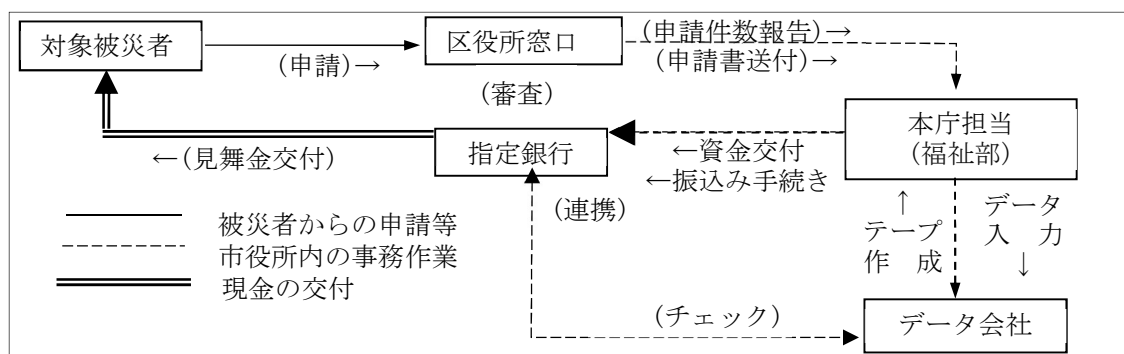 対象被災者
区役所窓口
(申請)→
(申請件数報告)→
(申請書送付)→
(審査)
本庁担当
(福祉部)
指定銀行
←(見舞金交付)
←資金交付
←振込み手続き
(連携)
被災者からの申請等
市役所内の事務作業
現金の交付
↑
テープ
作 成
データ
入 力
↓
(チェック)
データ会社